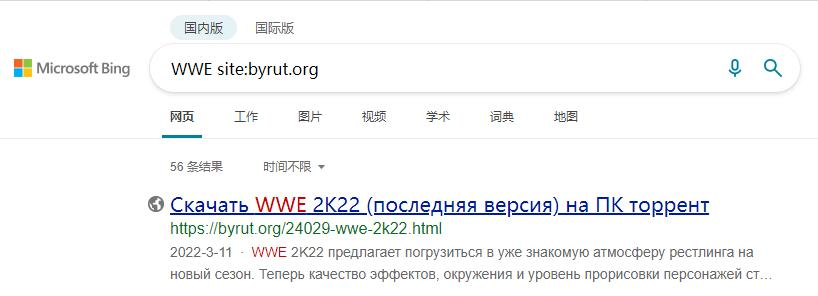 国内版 国际版
Microsoft Bing
WWE site:byrut.org
网页 工作 图片 视频 学术 词典 地图
56 条结果 时间不限
Скачать WWE 2K22 (последняя версия) на ПК торрент
https://byrut.org/24029-wwe-2k22.html
2022-3-11 · WWE 2K22 предлагает погрузиться в уже знакомую атмосферу рестлинга на
новый сезон. Теперь качество эффектов, окружения и уровень прорисовки персонажей ст…